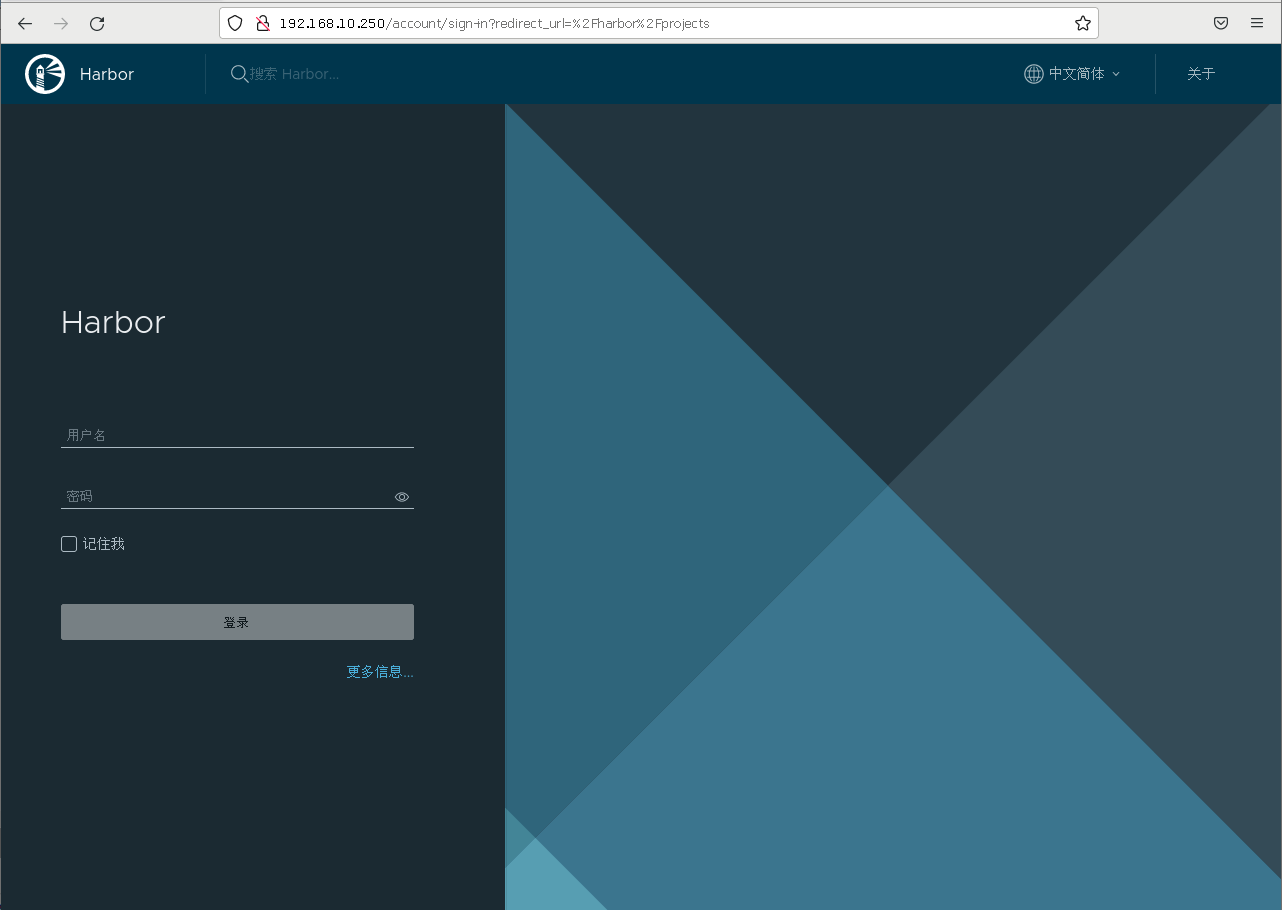 192.168.10.250/account/sign-in?redirect_url=%2Fharbor%2Fprojects
Harbor
搜索 Harbor...
中文简体
关于
Harbor
用户名
密码
记住我
登录
更多信息...